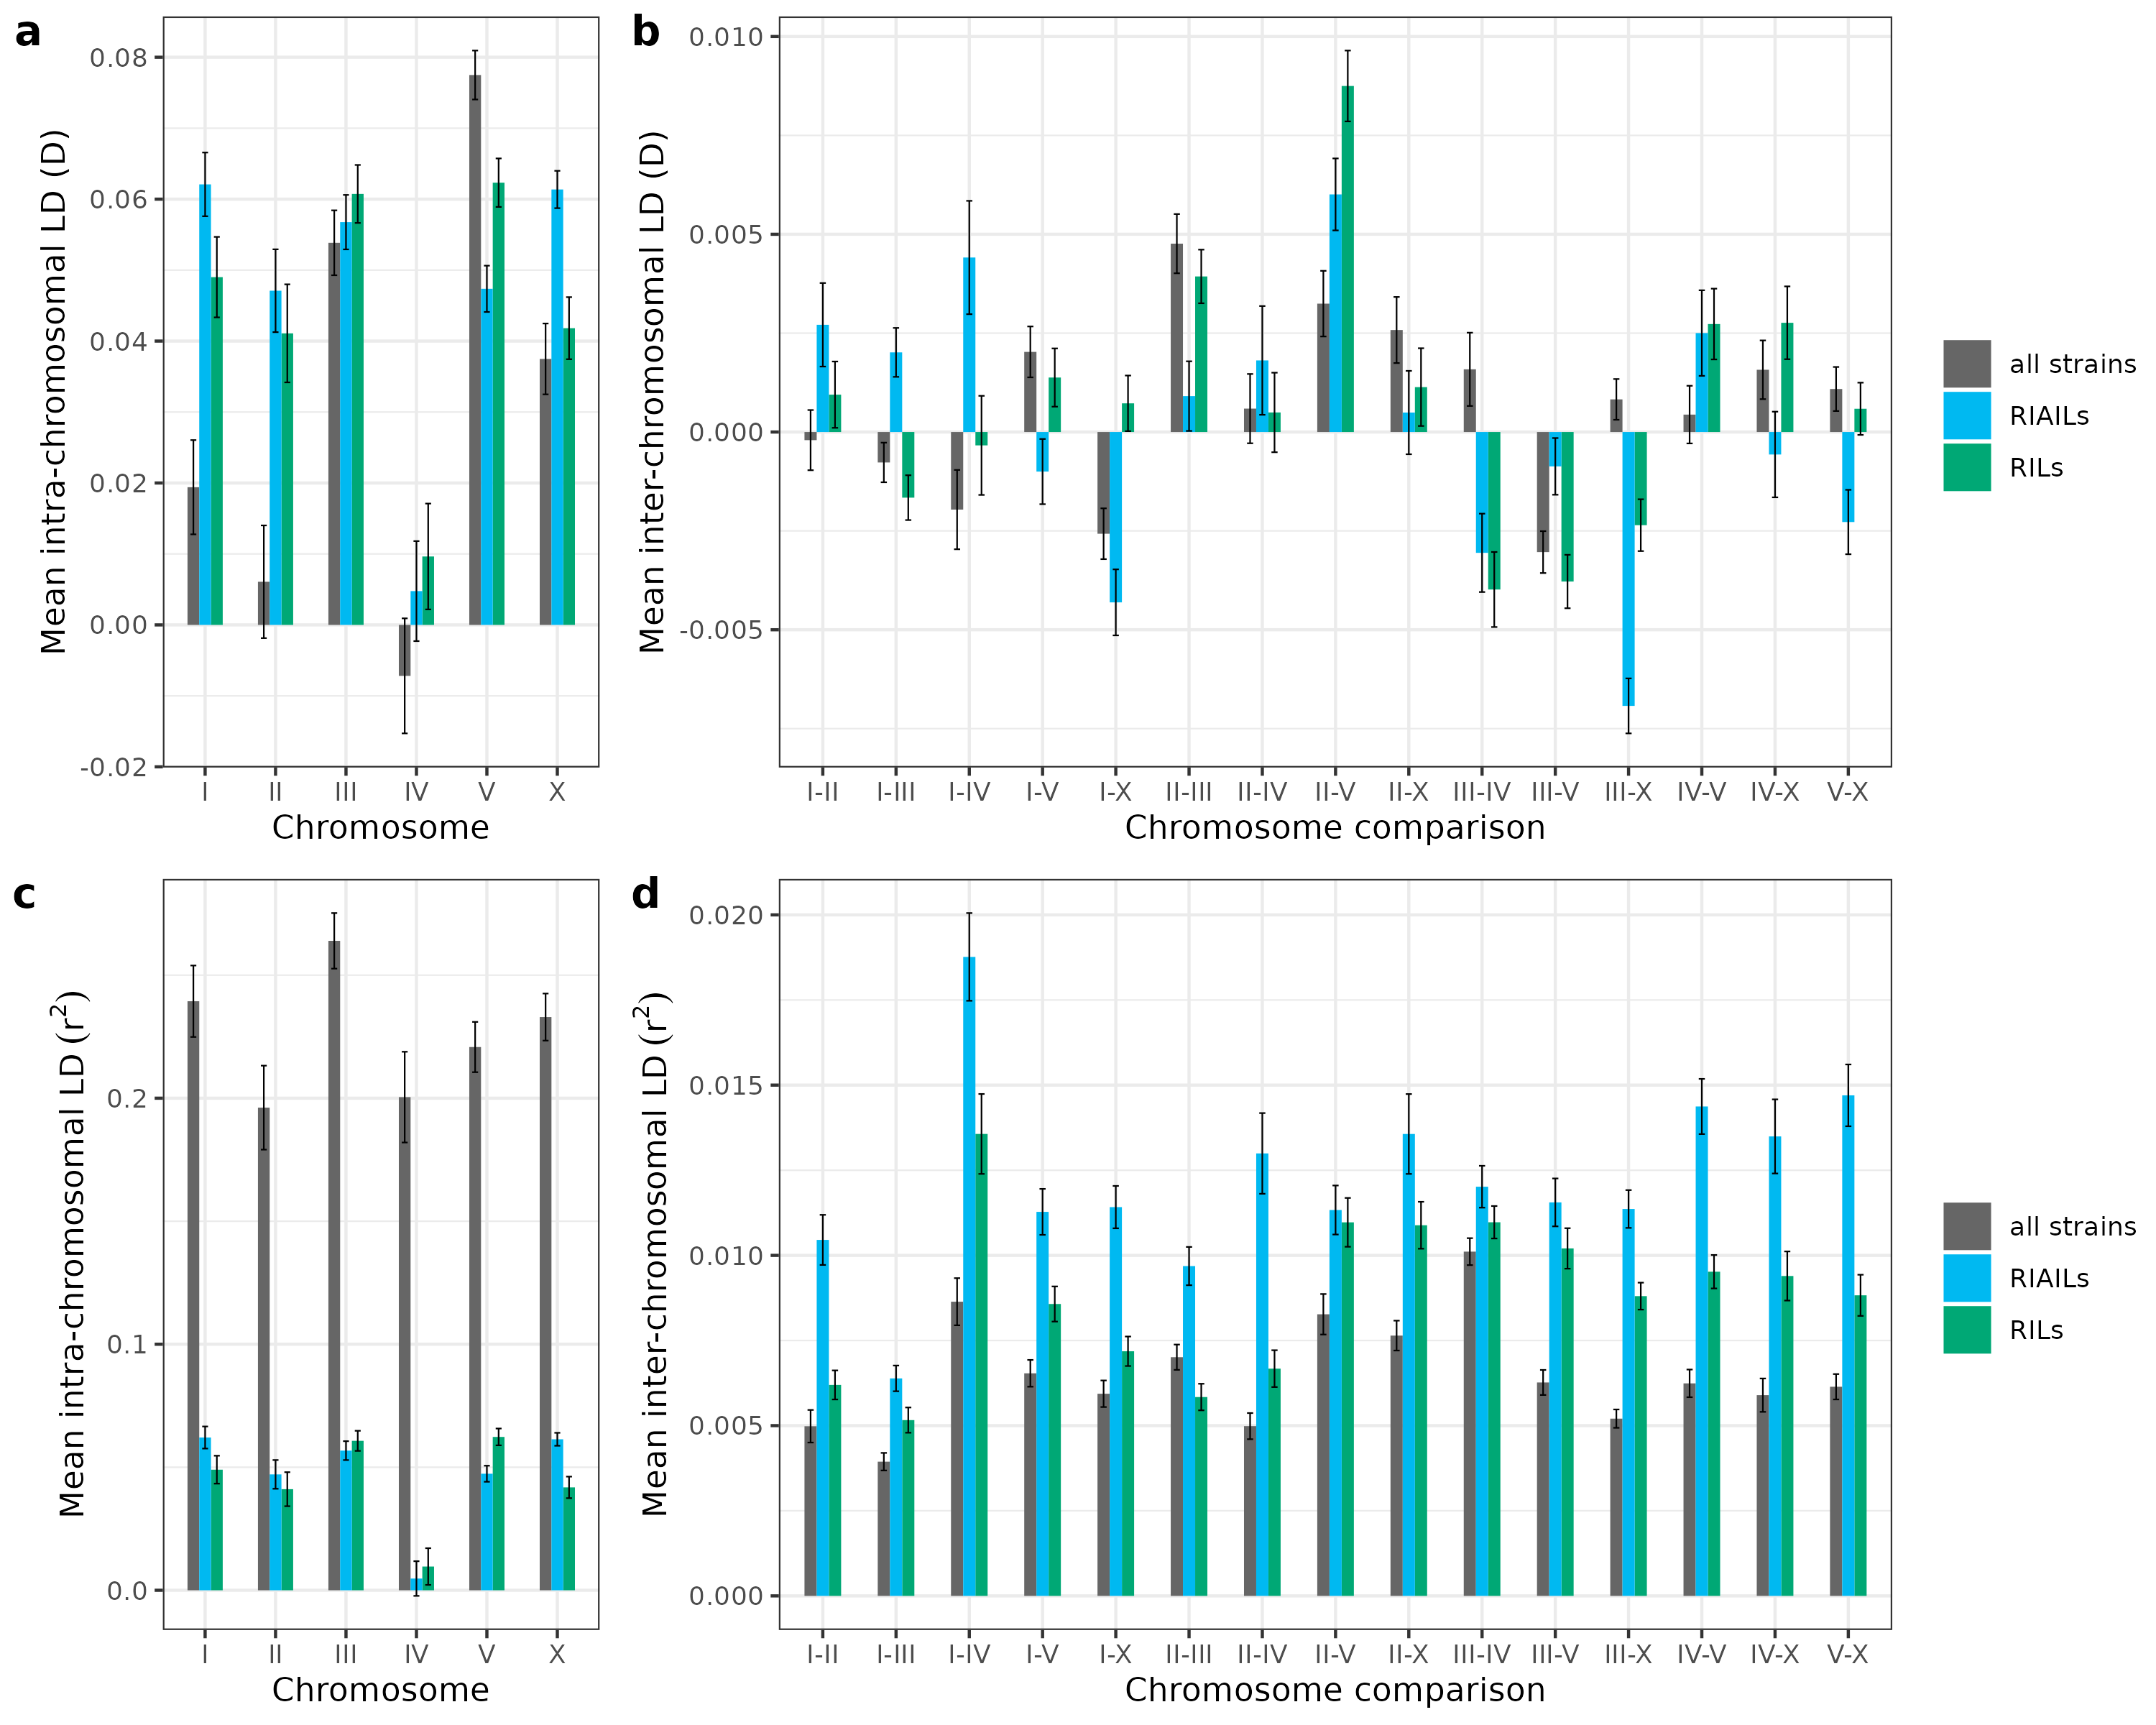 a
Mean intra-chromosomal LD (D)
0.08
0.06
0.04
0.02
0.00
-0.02
I II III IV V X
Chromosome
b
Mean inter-chromosomal LD (D)
0.010
0.005
0.000
-0.005
I-II I-III I-IV I-V I-X II-III II-IV II-V II-X III-IV III-V III-X IV-V IV-X V-X
Chromosome comparison
all strains
RIAILs
RILs
c
Mean intra-chromosomal LD (r²)
0.2
0.1
0.0
I II III IV V X
Chromosome
d
Mean inter-chromosomal LD (r²)
0.020
0.015
0.010
0.005
0.000
I-II I-III I-IV I-V I-X II-III II-IV II-V II-X III-IV III-V III-X IV-V IV-X V-X
Chromosome comparison
all strains
RIAILs
RILs